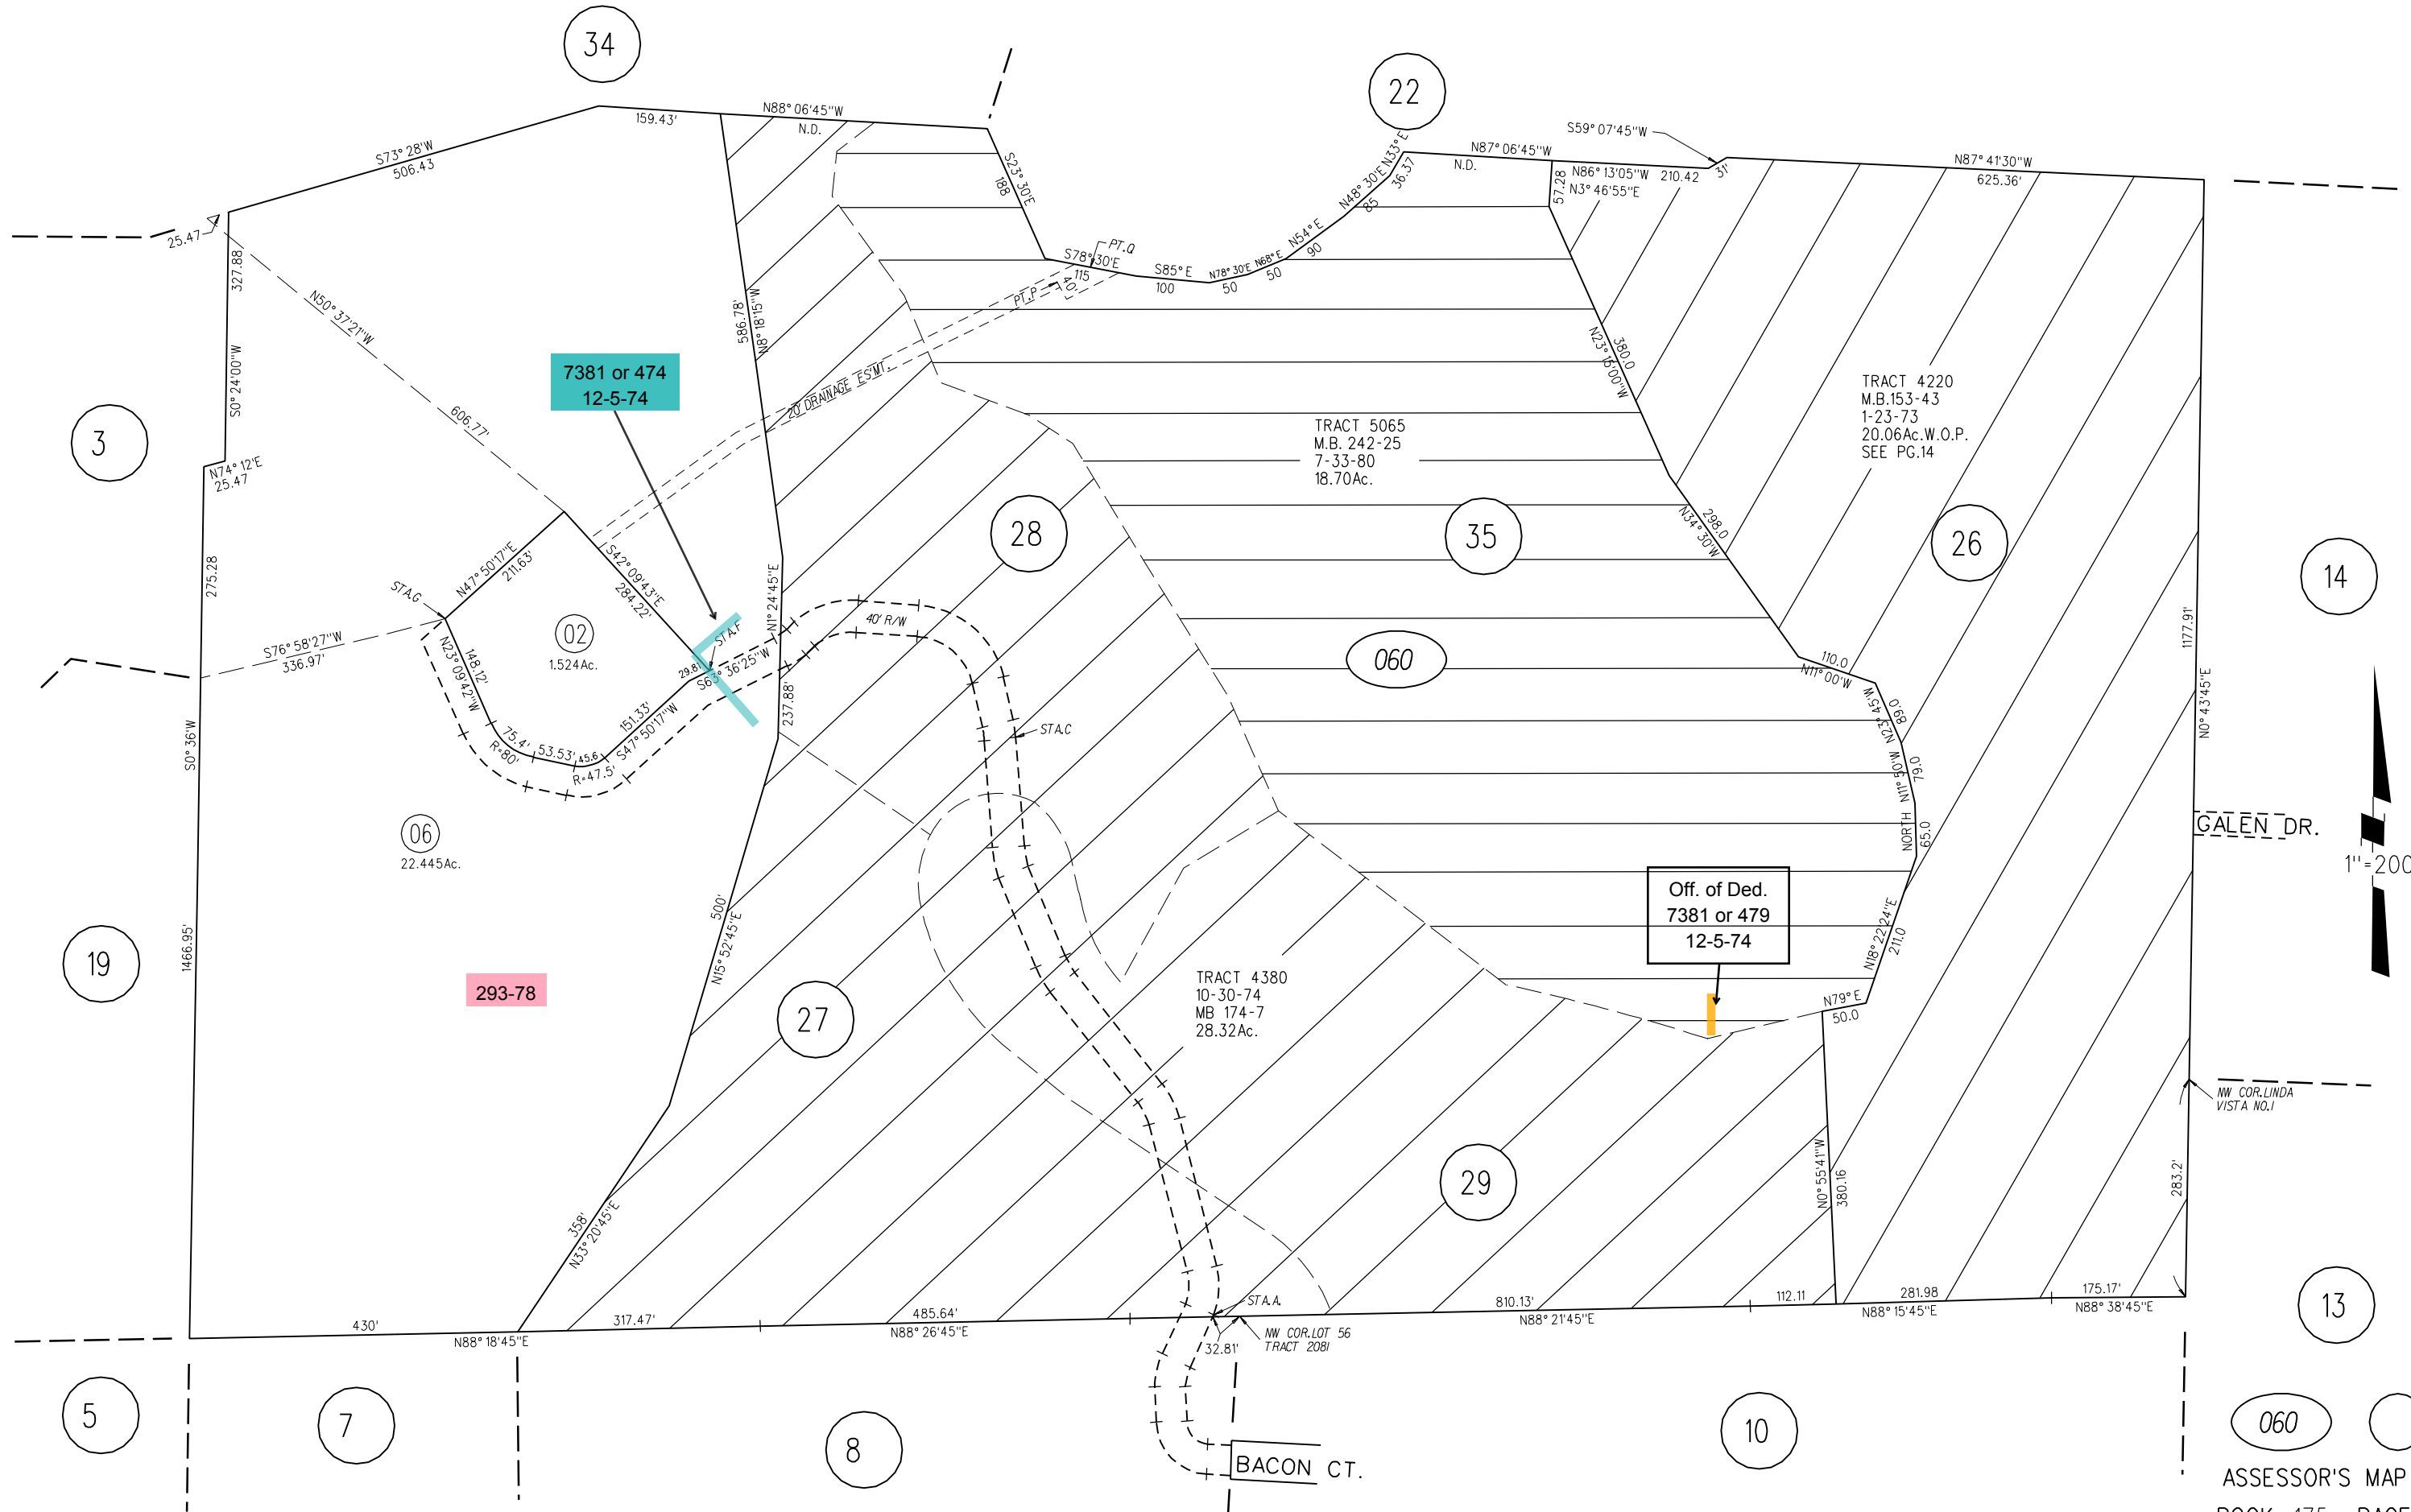 34
22
N88° 06'45"W
159.43'
N.D.
S73° 28'W
506.43
S23° 30'E
188
N33° E
36.37
N48° 30'E
85
N54° E
90
N68° E
50
N78° 30'E
50
S85° E
100
S78° 30'E
115
PT.Q
PT.P
40'
N87° 06'45"W
N.D.
S59° 07'45"W
31'
N86° 13'05"W 210.42
N3° 46'55"E
57.28
N87° 41'30"W
625.36'
25.47
327.88
S0° 24'00"W
N50° 37'21"W
606.77'
586.78'
N8° 18'15"W
20' DRAINAGE ES'MT.
7381 or 474
12-5-74
3
N74° 12'E
25.47
275.28
STA.G
N47° 50'17"E
211.63'
S42° 09'43"E
284.22'
02
1.524Ac.
S76° 58'27"W
336.97'
N23° 09'42"W
148.12'
75.4'
R=80'
53.53'
45.6
R=47.5'
151.33'
S47° 50'17"W
29.81'
S63° 36'25"W
STA.F
N1° 24'45"E
237.88'
40' R/W
STA.C
28
TRACT 5065
M.B. 242-25
7-33-80
18.70Ac.
35
060
380.0
N23° 15'00"W
298.0
N34° 30'W
110.0
N11° 00'W
89.0
N23° 45'W
79.0
N11° 50'W
65.0
NORTH
N18° 22'24"E
211.0
N79° E
50.0
TRACT 4220
M.B.153-43
1-23-73
20.06Ac.W.O.P.
SEE PG.14
26
14
1177.91'
N0° 43'45"E
GALEN DR.
1"=200
S0° 36'W
1466.95'
19
06
22.445Ac.
293-78
500'
N15° 52'45"E
27
358'
N33° 20'45"E
TRACT 4380
10-30-74
MB 174-7
28.32Ac.
Off. of Ded.
7381 or 479
12-5-74
29
N0° 55'41"W
380.16
NW COR.LINDA
VISTA NO.1
283.2'
13
430'
N88° 18'45"E
317.47'
485.64'
N88° 26'45"E
STA.A.
32.81'
NW COR.LOT 56
TRACT 2081
810.13'
N88° 21'45"E
112.11
281.98
N88° 15'45"E
175.17'
N88° 38'45"E
5
7
8
10
BACON CT.
060
ASSESSOR'S MAP